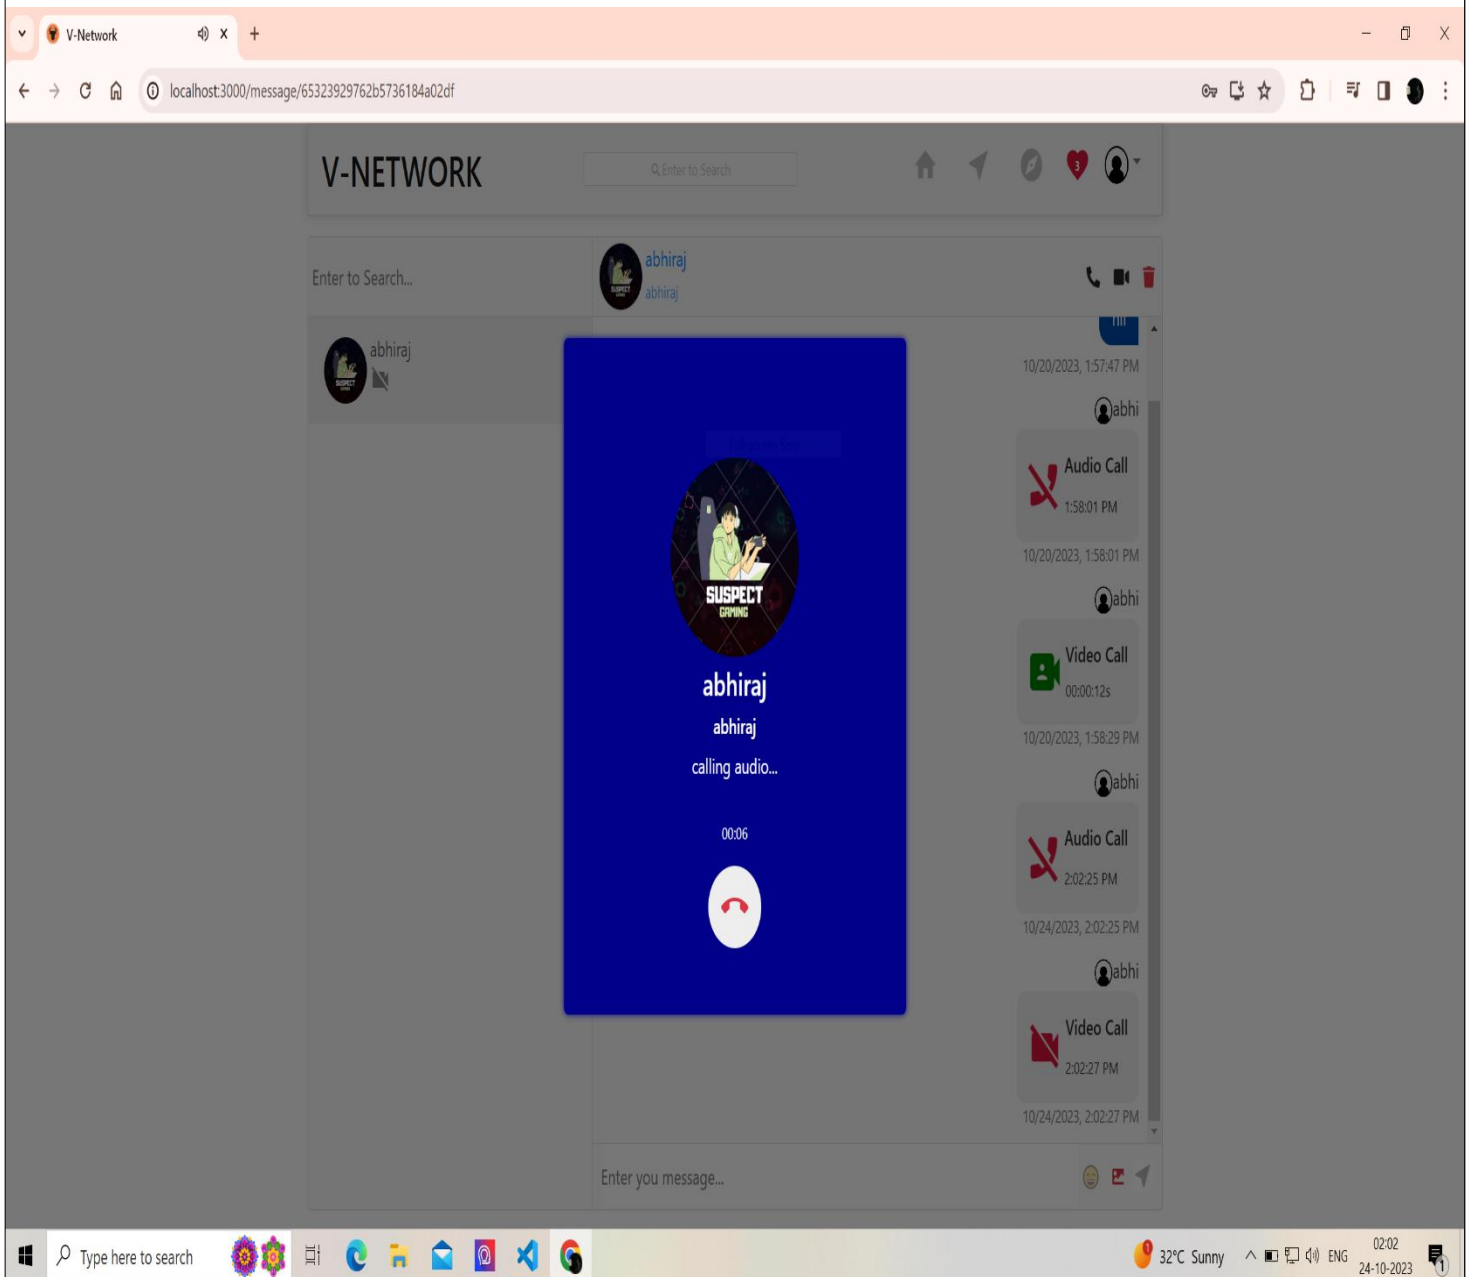 V-Network
localhost:3000/message/65323929762b5736184a02df
V-NETWORK
Enter to Search
3
Enter to Search...
abhiraj
abhiraj
abhiraj
10/20/2023, 1:57:47 PM
abhi
Audio Call
1:58:01 PM
10/20/2023, 1:58:01 PM
abhi
Video Call
00:00:12s
10/20/2023, 1:58:29 PM
abhi
Audio Call
2:02:25 PM
10/24/2023, 2:02:25 PM
abhi
Video Call
2:02:27 PM
10/24/2023, 2:02:27 PM
SUSPECT
GAMING
abhiraj
abhiraj
calling audio...
00:06
Enter you message...
Type here to search
32°C Sunny
ENG
02:02
24-10-2023
1